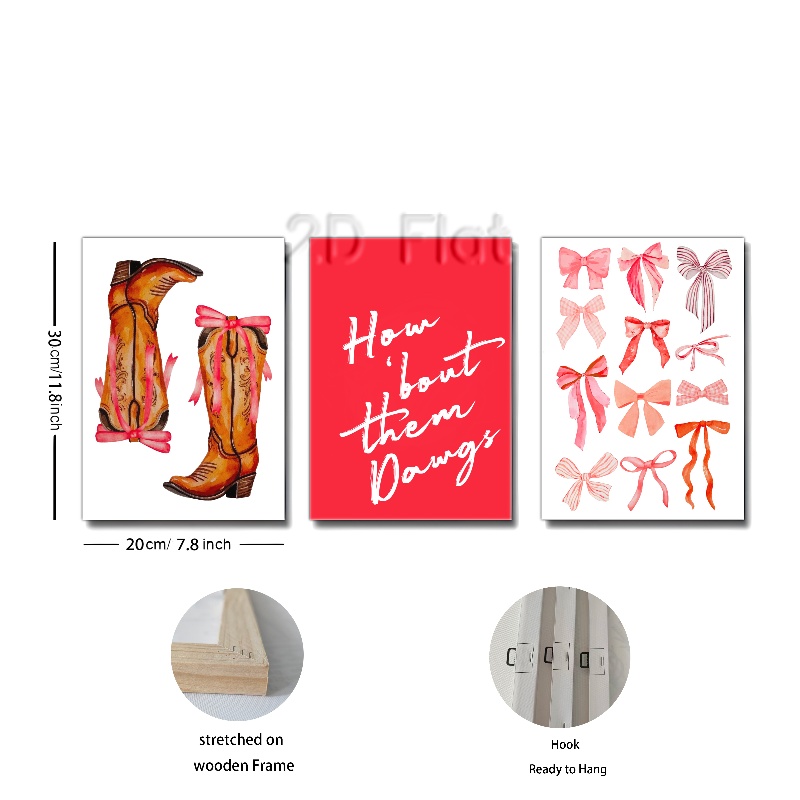 2D Flat
How
'bout
them
Dawgs
30cm/11.8inch
20cm/ 7.8 inch
stretched on
wooden Frame
Hook
Ready to Hang